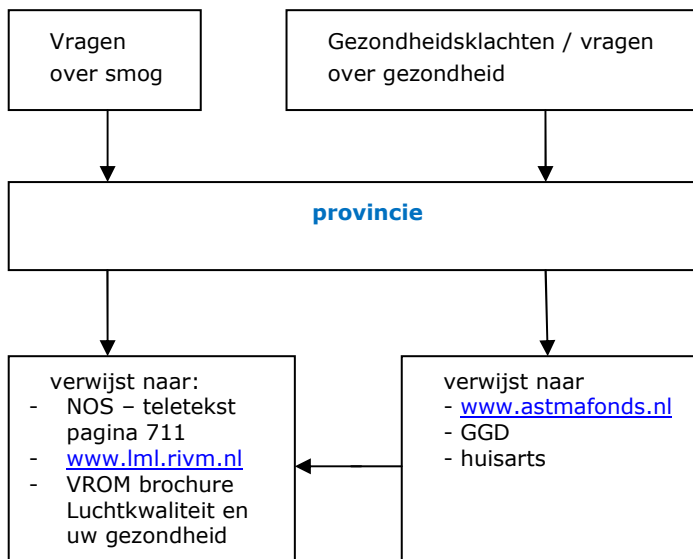 Vragen
over smog
Gezondheidsklachten / vragen
over gezondheid
provincie
verwijst naar:
- NOS – teletekst
pagina 711
- www.lml.rivm.nl
- VROM brochure
Luchtkwaliteit en
uw gezondheid
verwijst naar
- www.astmafonds.nl
- GGD
- huisarts